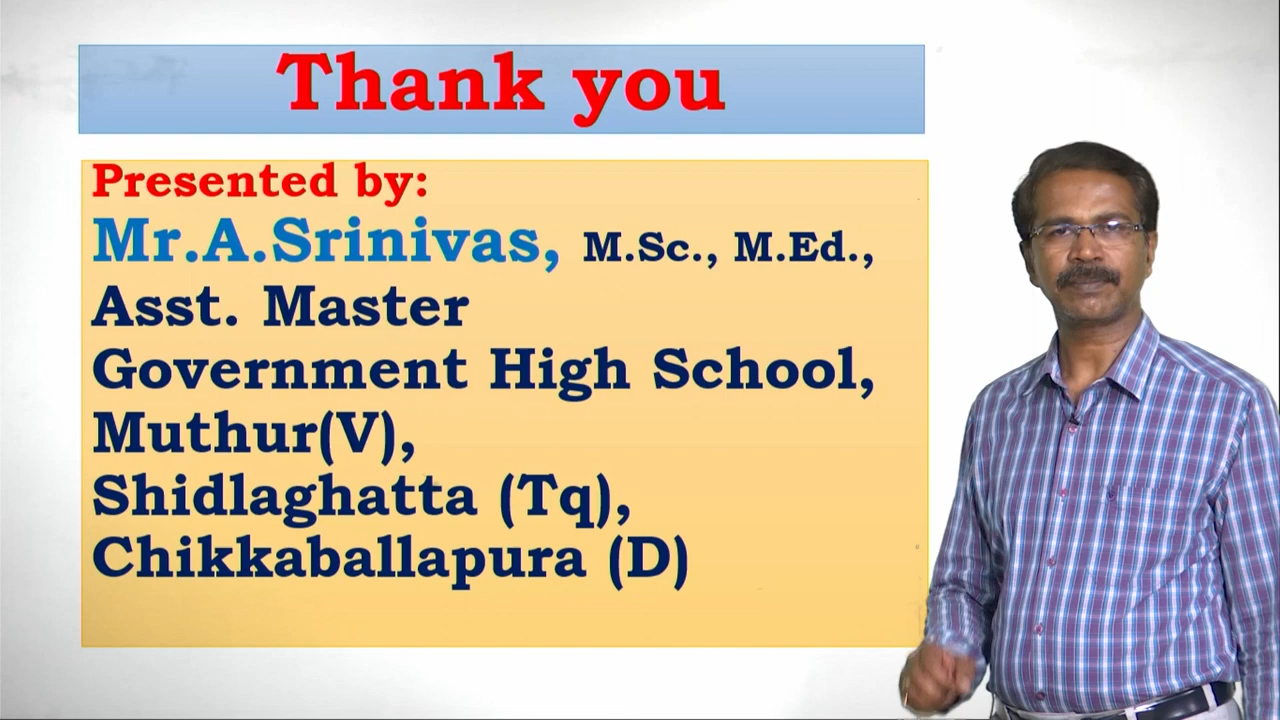 Thank you
Presented by:
Mr.A.Srinivas, M.Sc., M.Ed.,
Asst. Master
Government High School,
Muthur(V),
Shidlaghatta (Tq),
Chikkaballapura (D)